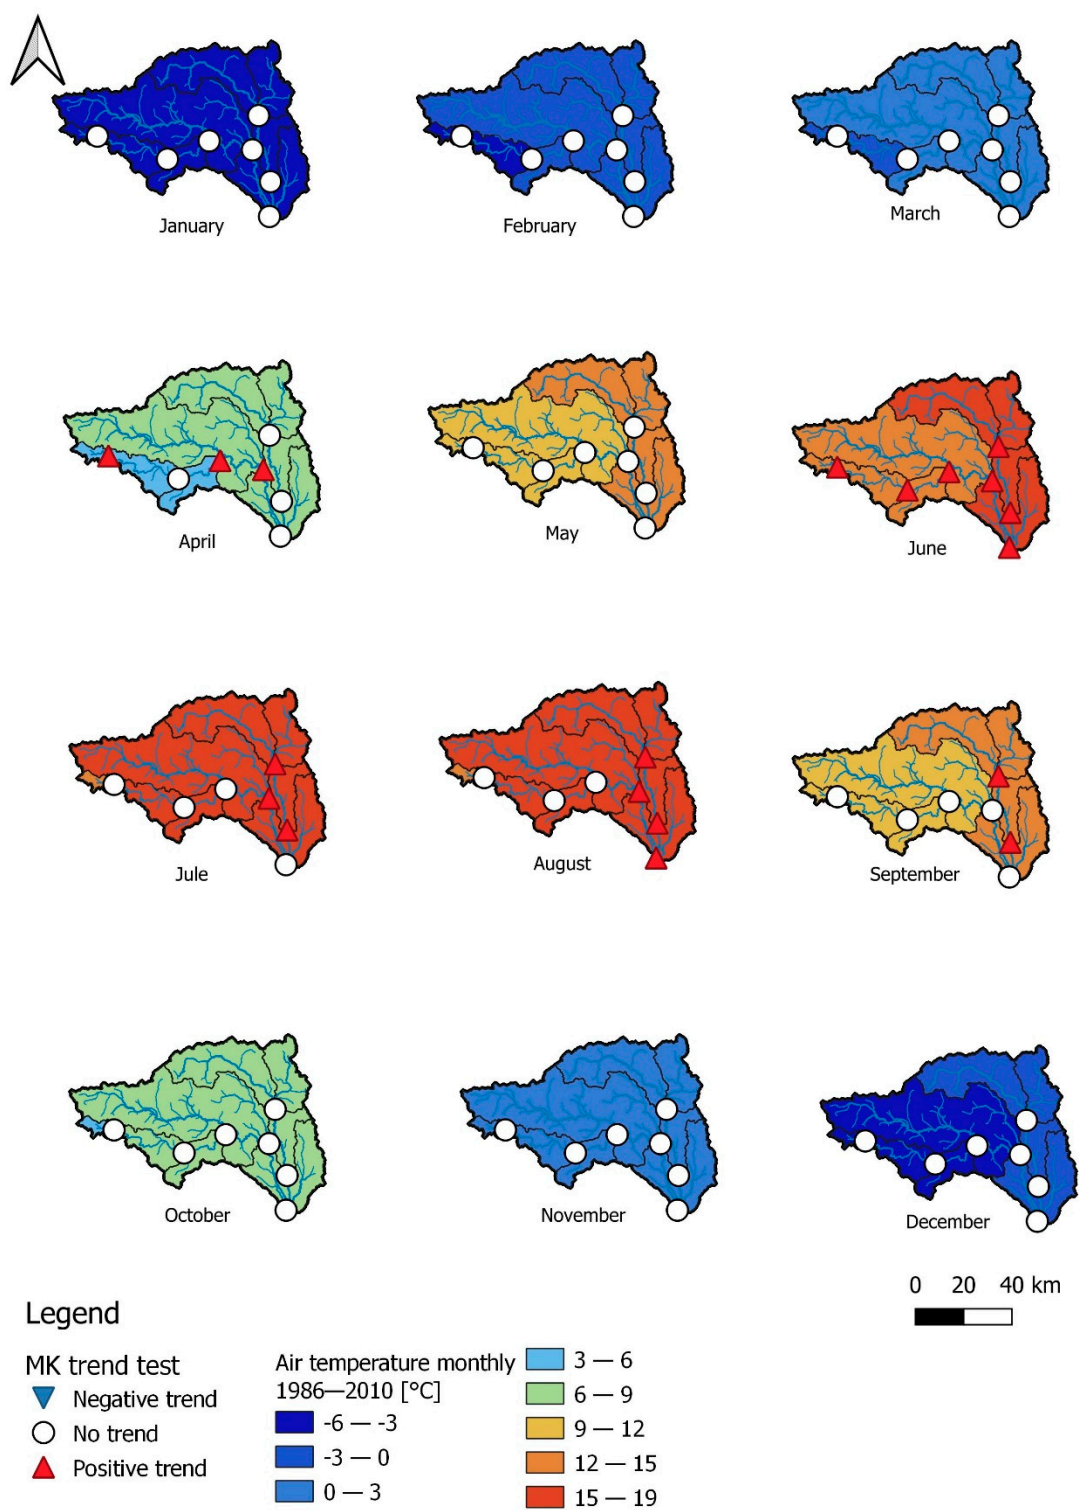 January
February
March
April
May
June
Jule
August
September
October
November
December
0 20 40 km
Legend
MK trend test
Negative trend
No trend
Positive trend
Air temperature monthly
1986—2010 [°C]
-6 — -3
-3 — 0
0 — 3
3 — 6
6 — 9
9 — 12
12 — 15
15 — 19